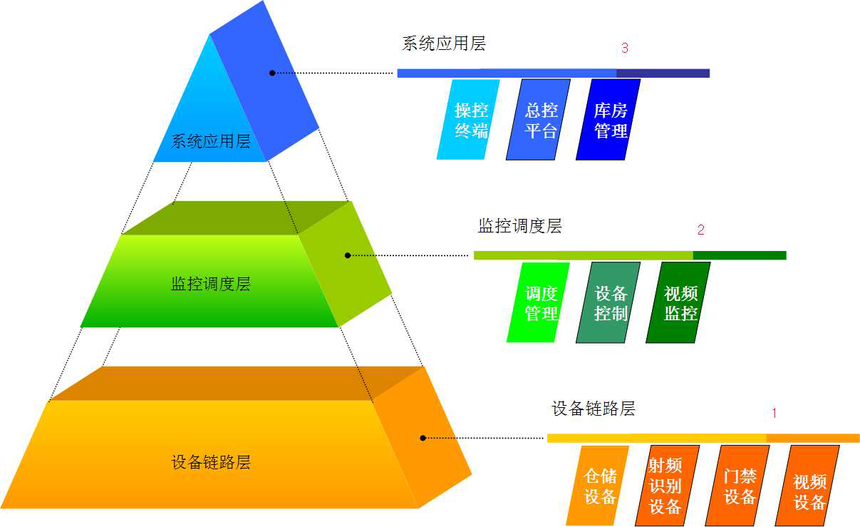 系统应用层
3
操控
终端
总控
平台
库房
管理
系统应用层
监控调度层
2
调度
管理
设备
控制
视频
监控
监控调度层
设备链路层
1
仓储
设备
射频
识别
设备
门禁
设备
视频
设备
设备链路层